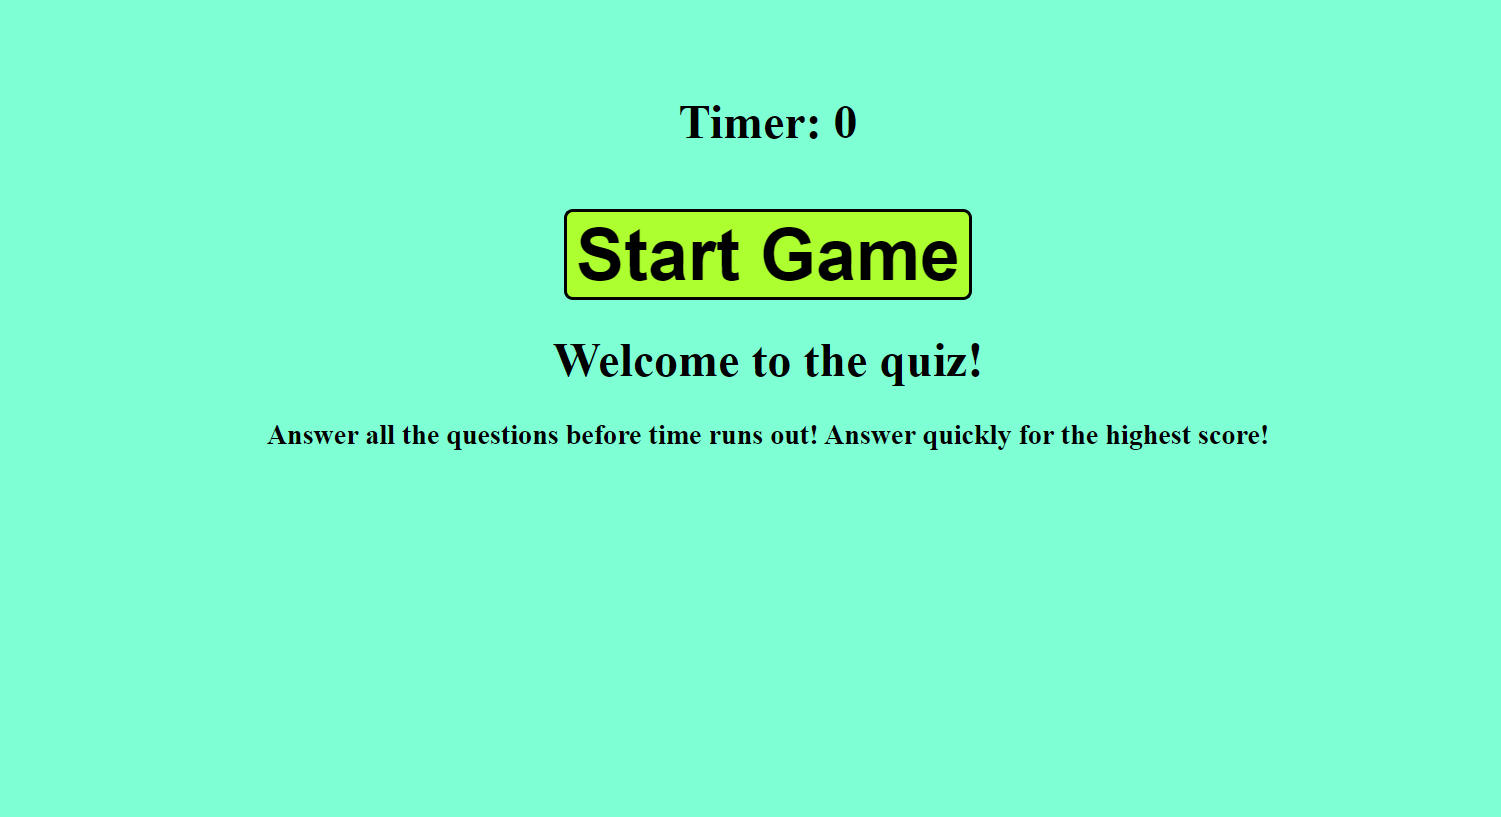 Timer: 0
Start Game
Welcome to the quiz!
Answer all the questions before time runs out! Answer quickly for the highest score!